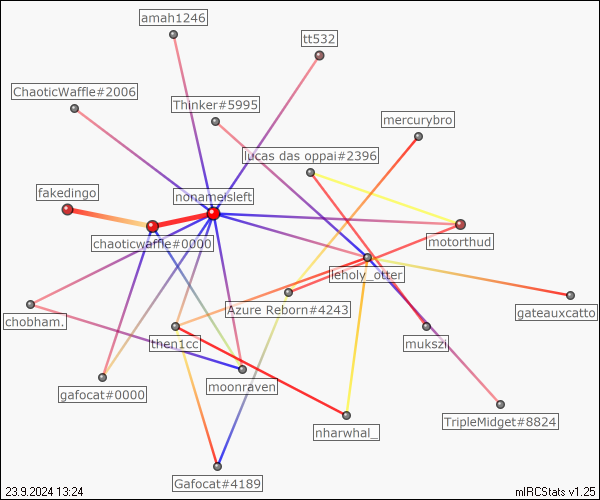 amah1246
tt532
ChaoticWaffle#2006
Thinker#5995
mercurybro
lucas das oppai#2396
fakedingo
nonameisleft
chaoticwaffle#0000
motorthud
leholy_otter
Azure Reborn#4243
gateauxcatto
chobham.
then1cc
mukszi
moonraven
gafocat#0000
TripleMidget#8824
nharwhal_
Gafocat#4189
23.9.2024 13:24
mIRCStats v1.25